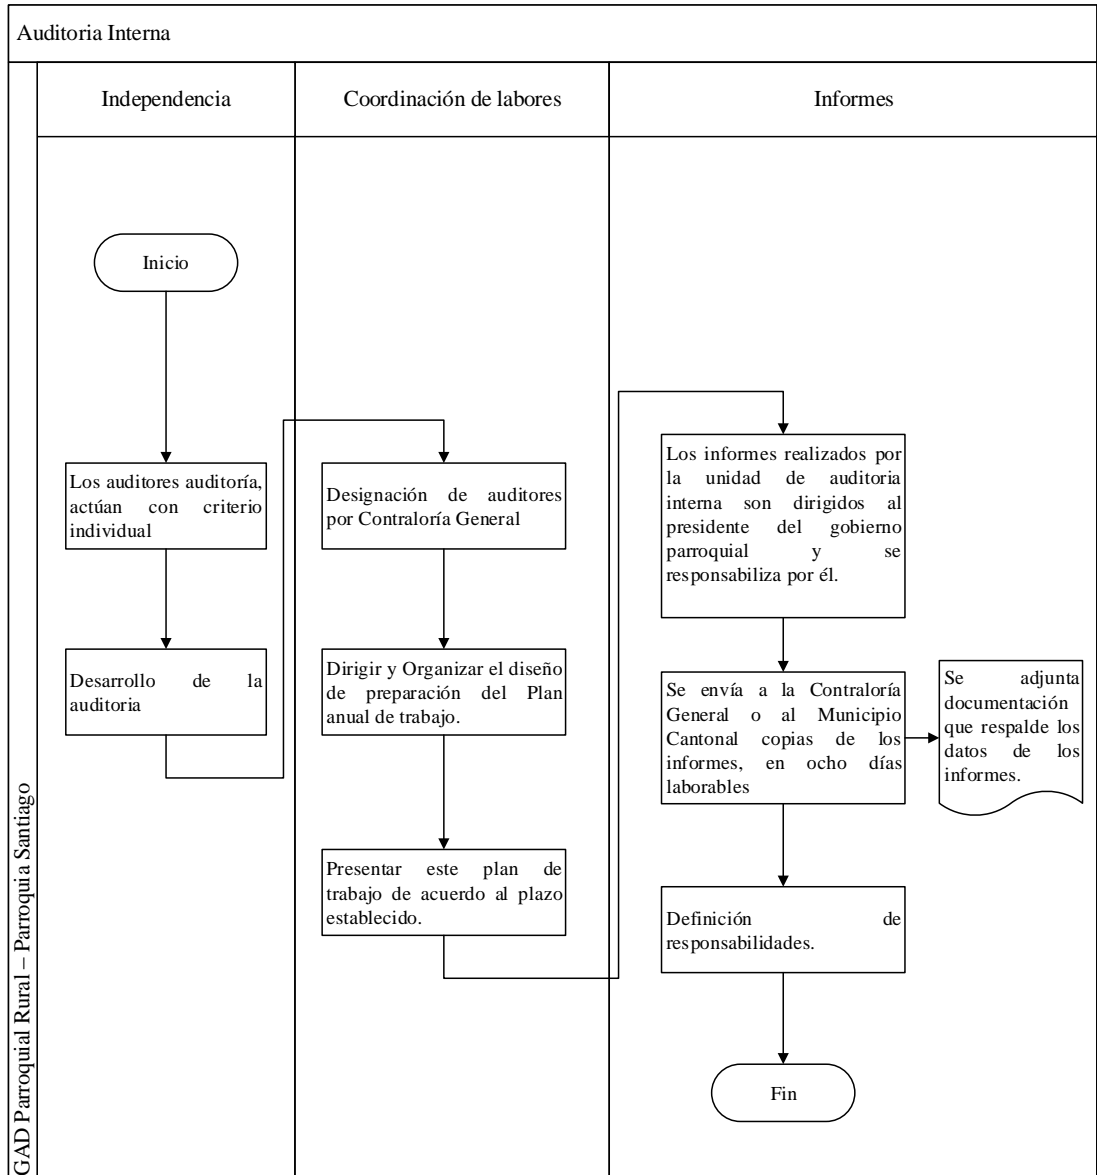 Auditoria Interna
GAD Parroquial Rural – Parroquia Santiago
Independencia
Coordinación de labores
Informes
Inicio
Los auditores auditoría,
actúan con criterio
individual
Desarrollo de la
auditoria
Designación de auditores
por Contraloría General
Dirigir y Organizar el diseño
de preparación del Plan
anual de trabajo.
Presentar este plan de
trabajo de acuerdo al plazo
establecido.
Los informes realizados por
la unidad de auditoria
interna son dirigidos al
presidente del gobierno
parroquial y se
responsabiliza por él.
Se envía a la Contraloría
General o al Municipio
Cantonal copias de los
informes, en ocho días
laborables
Se adjunta
documentación
que respalde los
datos de los
informes.
Definición de
responsabilidades.
Fin